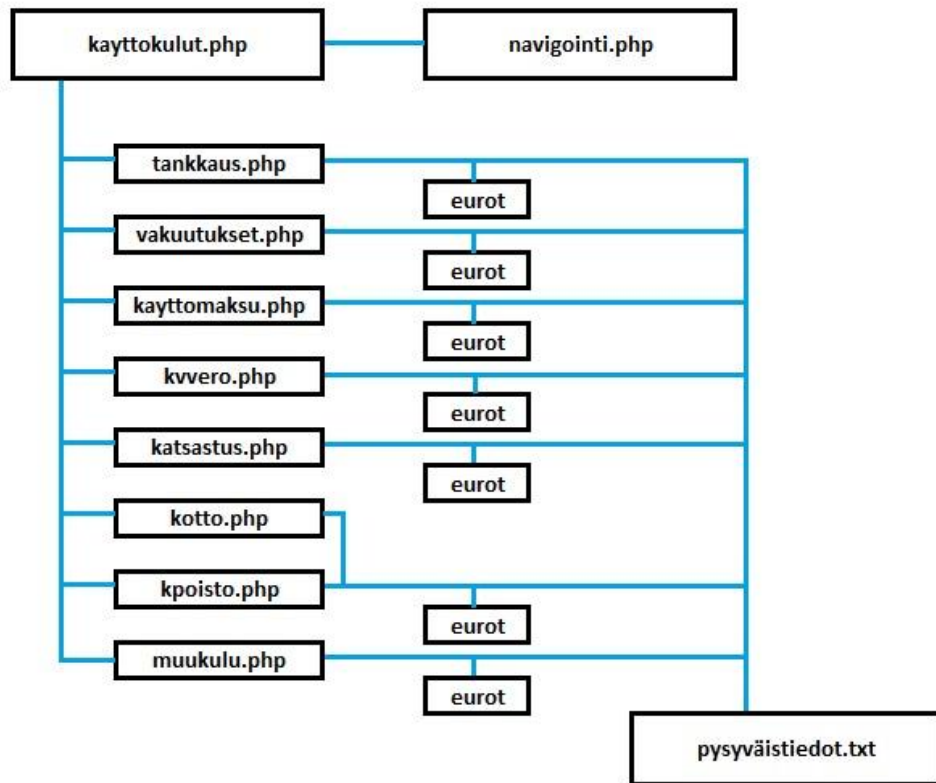 kayttokulut.php
navigointi.php
tankkaus.php
eurot
vakuutukset.php
eurot
kayttomaksu.php
eurot
kvvero.php
eurot
katsastus.php
eurot
kotto.php
kpoisto.php
eurot
muukulu.php
eurot
pysyväistiedot.txt